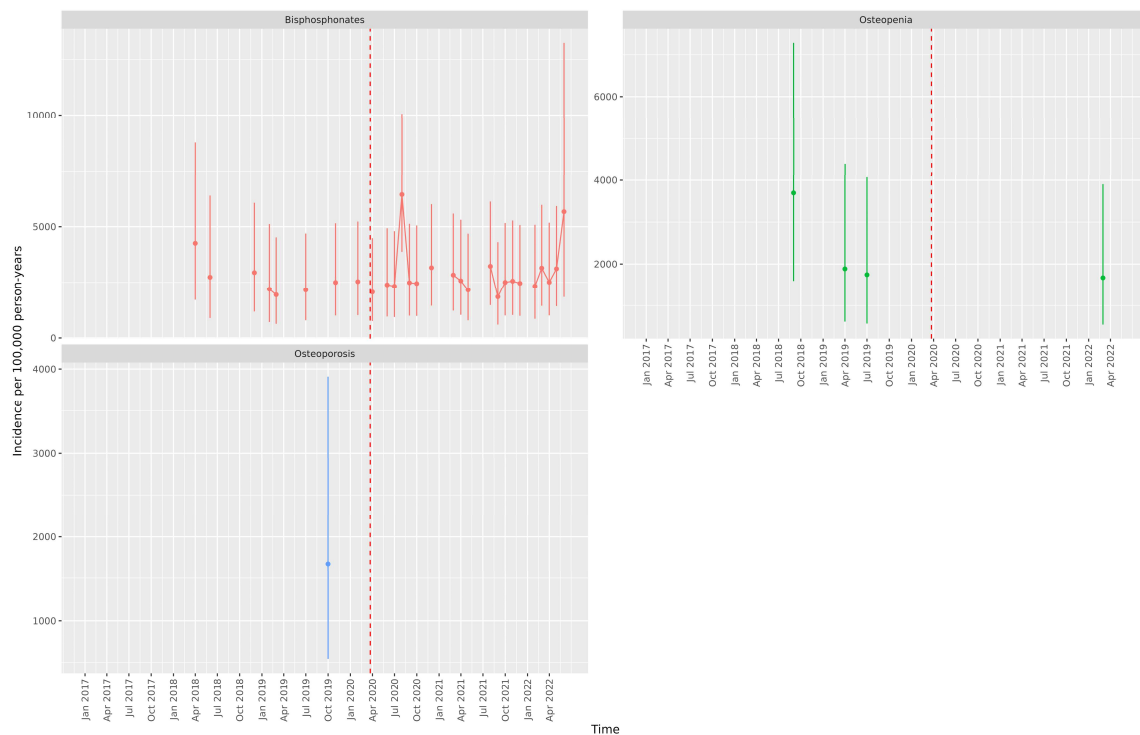 Bisphosphonates
Osteopenia
Incidence per 100,000 person-years
10000
5000
0
6000
4000
2000
Jan 2017 Apr 2017 Jul 2017 Oct 2017 Jan 2018 Apr 2018 Jul 2018 Oct 2018 Jan 2019 Apr 2019 Jul 2019 Oct 2019 Jan 2020 Apr 2020 Jul 2020 Oct 2020 Jan 2021 Apr 2021 Jul 2021 Oct 2021 Jan 2022 Apr 2022
Osteoporosis
4000
3000
2000
1000
Jan 2017 Apr 2017 Jul 2017 Oct 2017 Jan 2018 Apr 2018 Jul 2018 Oct 2018 Jan 2019 Apr 2019 Jul 2019 Oct 2019 Jan 2020 Apr 2020 Jul 2020 Oct 2020 Jan 2021 Apr 2021 Jul 2021 Oct 2021 Jan 2022 Apr 2022
Time